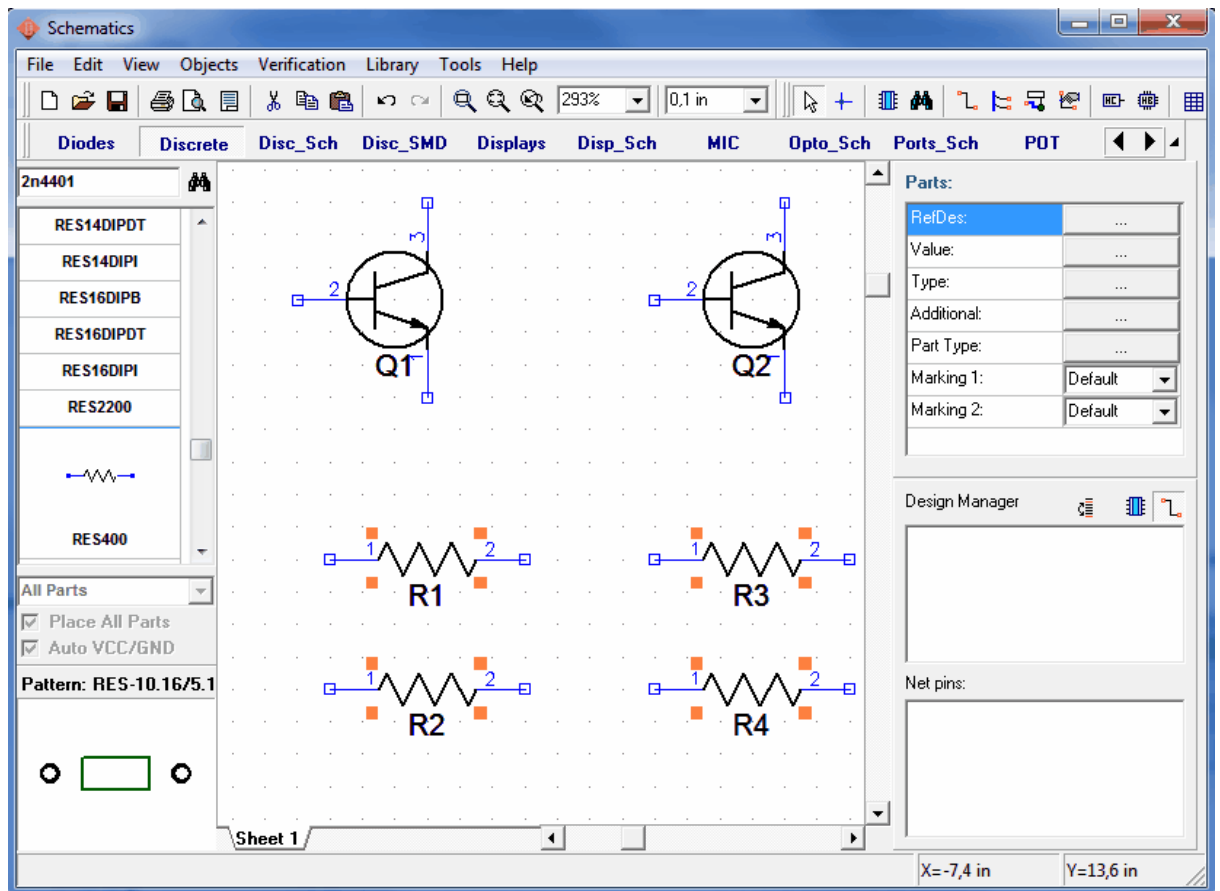 Schematics
File Edit View Objects Verification Library Tools Help
293% 0,1 in
Diodes Discrete Disc_Sch Disc_SMD Displays Disp_Sch MIC Opto_Sch Ports_Sch POT
2n4401
RES14DIPDT
RES14DIPI
RES16DIPB
RES16DIPDT
RES16DIPI
RES2200
RES400
All Parts
Place All Parts
Auto VCC/GND
Pattern: RES-10.16/5.1
3 3
2 2
1 1
Q1 Q2
1 2 1 2
R1 R3
1 2 1 2
R2 R4
Sheet 1
Parts:
RefDes: ...
Value: ...
Type: ...
Additional: ...
Part Type: ...
Marking 1: Default
Marking 2: Default
Design Manager
Net pins:
X=-7,4 in Y=13,6 in